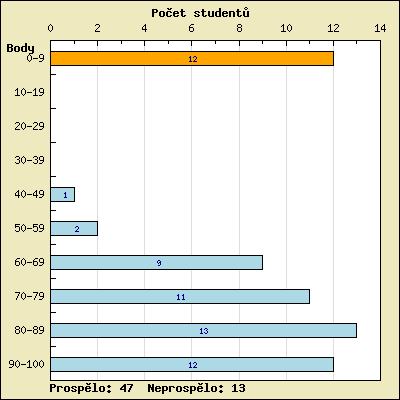 Počet studentů
0 2 4 6 8 10 12 14
Body
0-9 12
10-19
20-29
30-39
40-49 1
50-59 2
60-69 9
70-79 11
80-89 13
90-100 12
Prospělo: 47 Neprospělo: 13